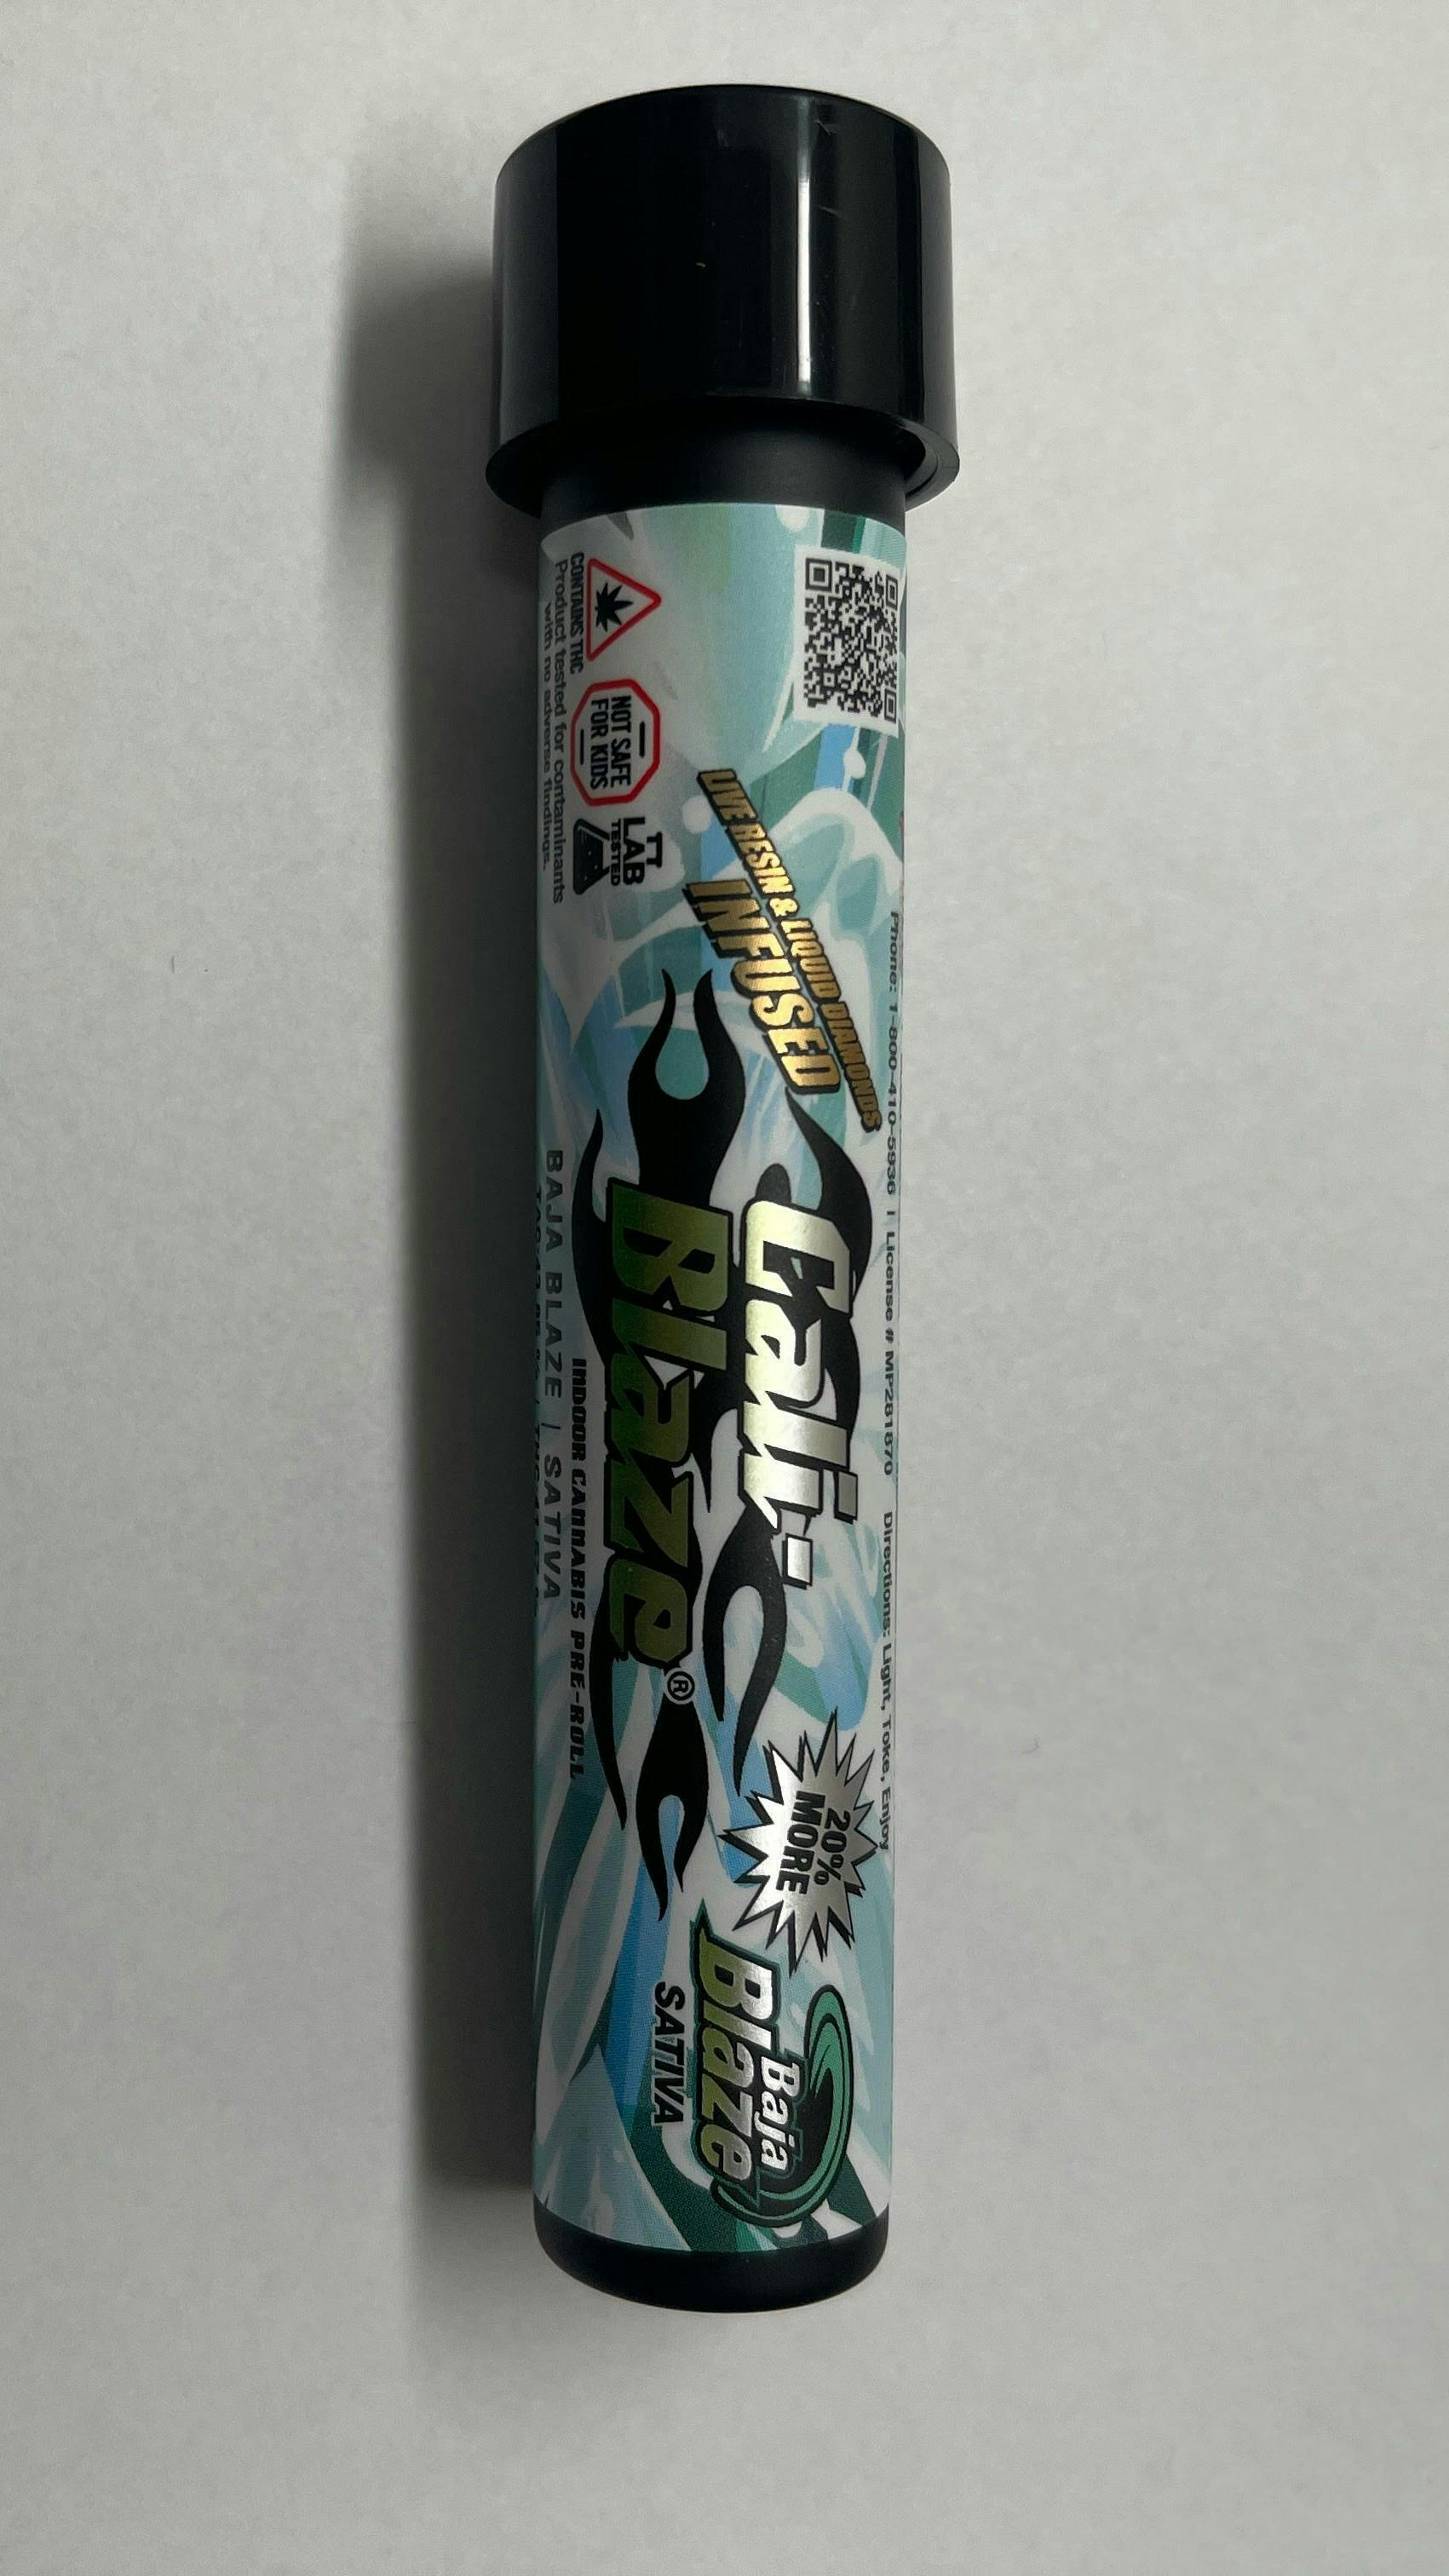 Phone: 1-800-410-5936 | License # MP281870 Directions: Light, Toke, Enjoy
LIVE RESIN & LIQUID DIAMONDS
INFUSED
Cali-
Blaze®
INDOOR CANNABIS PRE-ROLL
20%
MORE
Baja
Blaze
SATIVA
NOT SAFE
FOR KIDS
LAB
TESTED
CONTAINS THC
Product tested for contaminants
with no adverse findings.
BAJA BLAZE | SATIVA